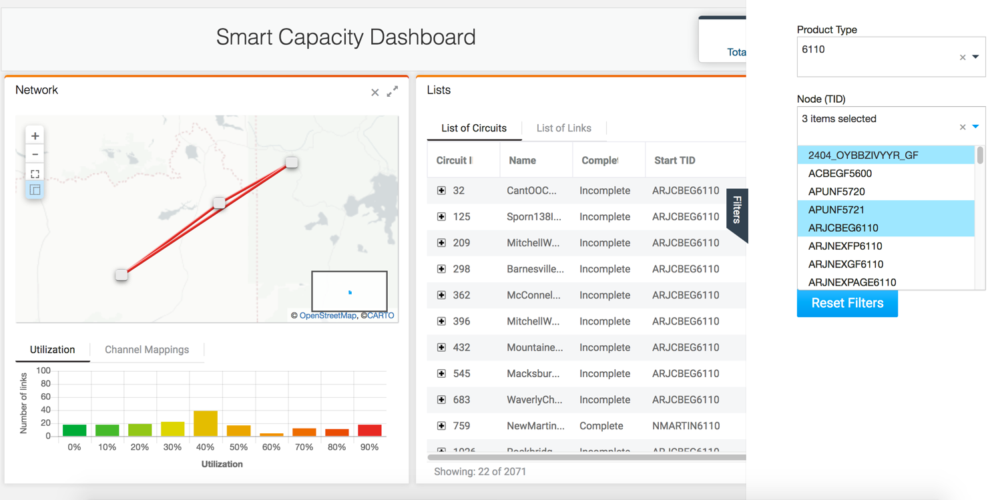 Smart Capacity Dashboard
Tota
Network
+
−
© OpenStreetMap, ©CARTO
Utilization Channel Mappings
Number of links
100
80
60
40
20
0
0% 10% 20% 30% 40% 50% 60% 70% 80% 90%
Utilization
Lists
List of Circuits List of Links
Circuit I Name Complet Start TID
32 CantOOC... Incomplete ARJCBEG6110
125 Sporn138I... Incomplete ARJCBEG6110
209 MitchellW... Incomplete ARJCBEG6110
298 Barnesville... Incomplete ARJCBEG6110
362 McConnel... Incomplete ARJCBEG6110
396 MitchellW... Incomplete ARJCBEG6110
432 Mountaine... Incomplete ARJCBEG6110
545 Macksbur... Incomplete ARJCBEG6110
683 WaverlyCh... Incomplete ARJCBEG6110
759 NewMartin... Complete NMARTIN6110
1026 Rockbridg... Incomplete ARJCBEG6110
Showing: 22 of 2071
Filters
Product Type
6110
Node (TID)
3 items selected
2404_OYBBZIVYYR_GF
ACBEGF5600
APUNF5720
APUNF5721
ARJCBEG6110
ARJNEXFP6110
ARJNEXGF6110
ARJNEXPAGE6110
Reset Filters